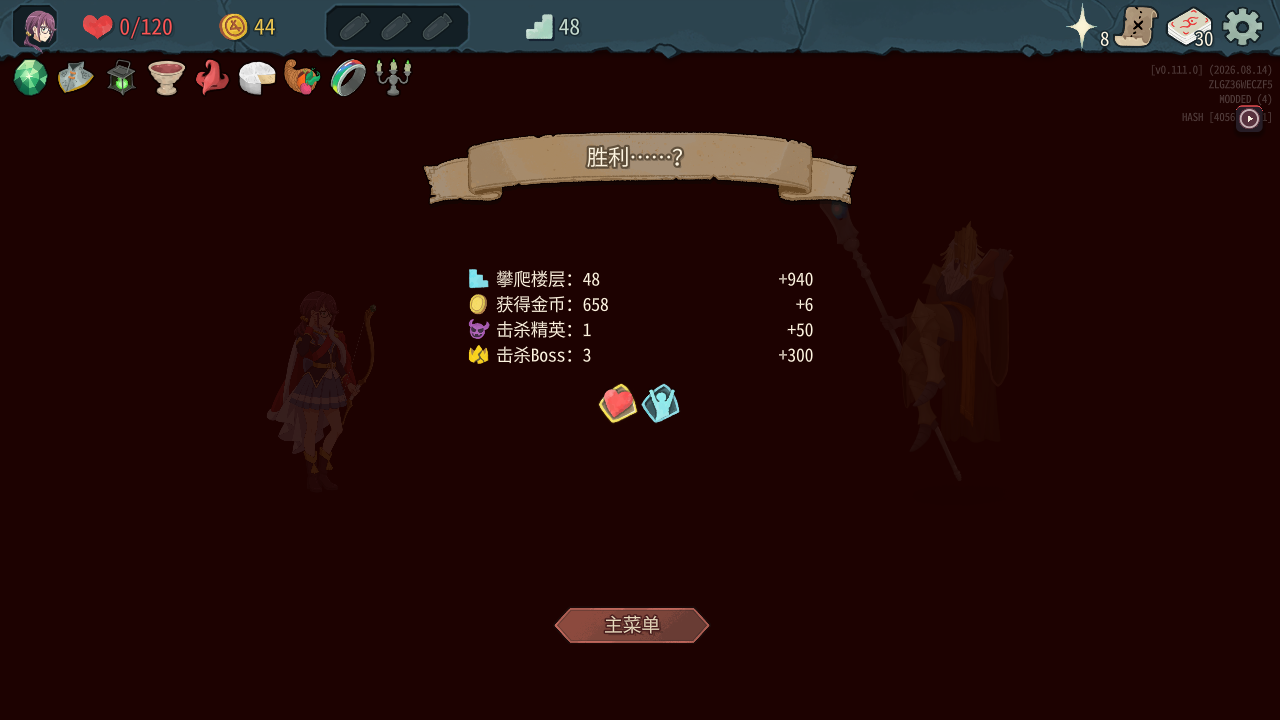 0/120
44
48
8
30
[v0.111.0] (2026.08.14)
ZLGZ36WECZF5
MODDED (4)
HASH [4056
胜利……?
攀爬楼层: 48 +940
获得金币: 658 +6
击杀精英: 1 +50
击杀Boss: 3 +300
主菜单